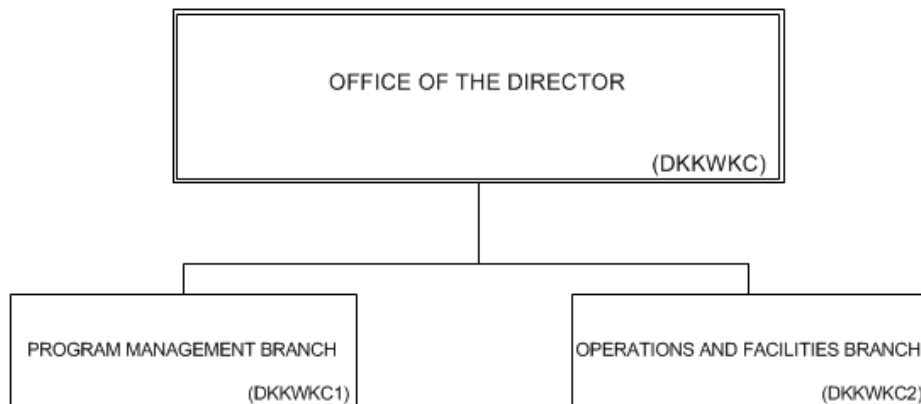 OFFICE OF THE DIRECTOR
(DKKWKC)
PROGRAM MANAGEMENT BRANCH
(DKKWKC1)
OPERATIONS AND FACILITIES BRANCH
(DKKWKC2)